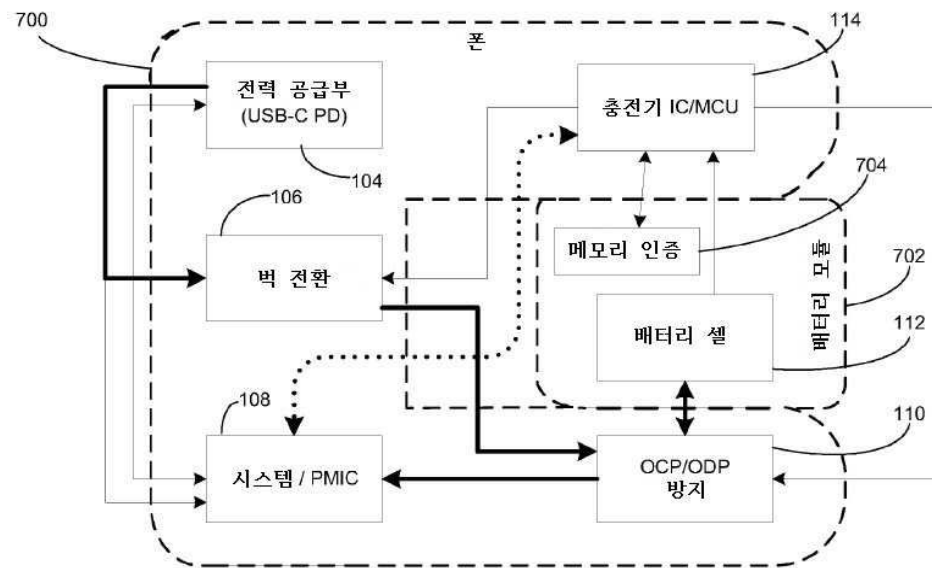 700
폰
114
전력 공급부
(USB-C PD)
충전기 IC/MCU
104
704
106
메모리 인증
벅 전환
배터리 모듈
702
배터리 셀
112
108
110
시스템 / PMIC
OCP/ODP
방지